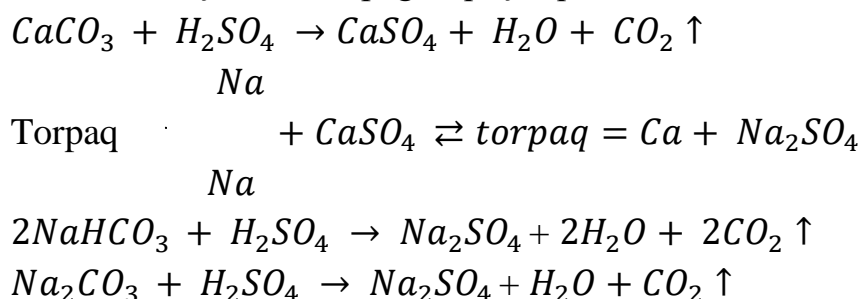 CaCO₃ + H₂SO₄ → CaSO₄ + H₂O + CO₂ ↑
Na
Torpaq + CaSO₄ ⇄ torpaq = Ca + Na₂SO₄
Na
2NaHCO₃ + H₂SO₄ → Na₂SO₄ + 2H₂O + 2CO₂ ↑
Na₂CO₃ + H₂SO₄ → Na₂SO₄ + H₂O + CO₂ ↑